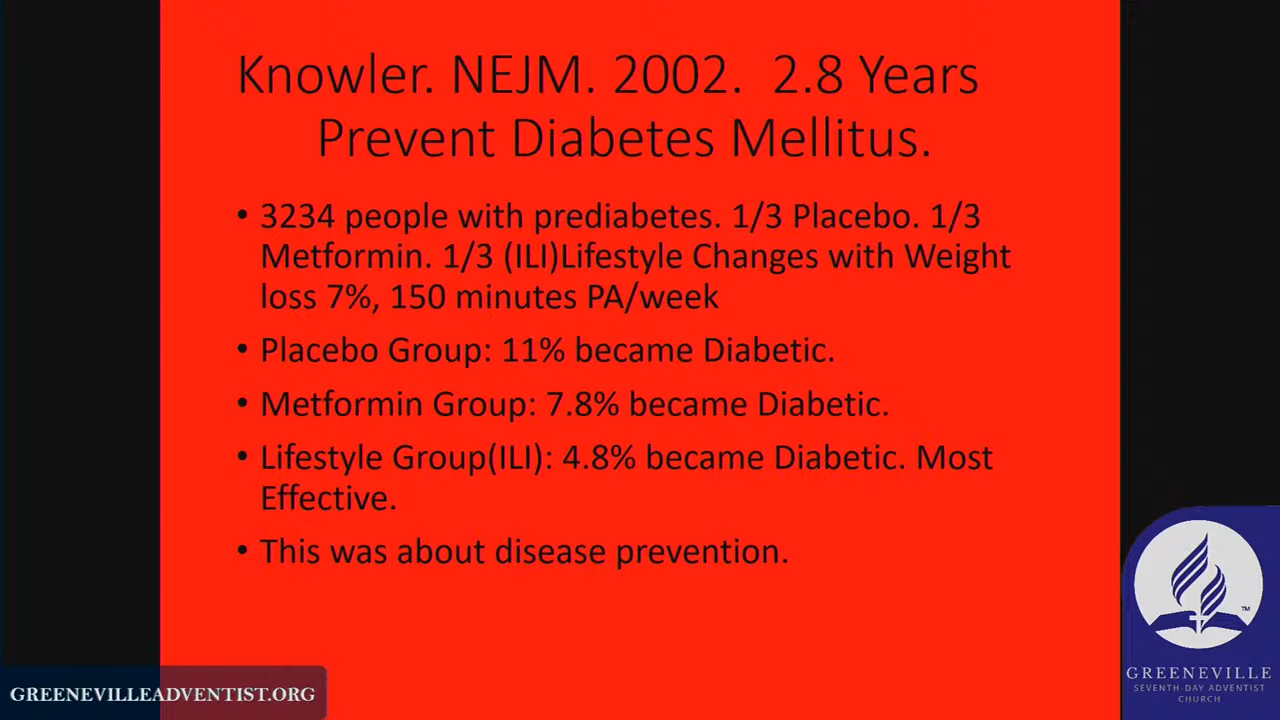 Knowler. NEJM. 2002.  2.8 Years
Prevent Diabetes Mellitus.
• 3234 people with prediabetes. 1/3 Placebo. 1/3
Metformin. 1/3 (ILI)Lifestyle Changes with Weight
loss 7%, 150 minutes PA/week
• Placebo Group: 11% became Diabetic.
• Metformin Group: 7.8% became Diabetic.
• Lifestyle Group(ILI): 4.8% became Diabetic. Most
Effective.
• This was about disease prevention.
TM
GREENEVILLE
SEVENTH-DAY ADVENTIST
CHURCH
GREENEVILLEADVENTIST.ORG